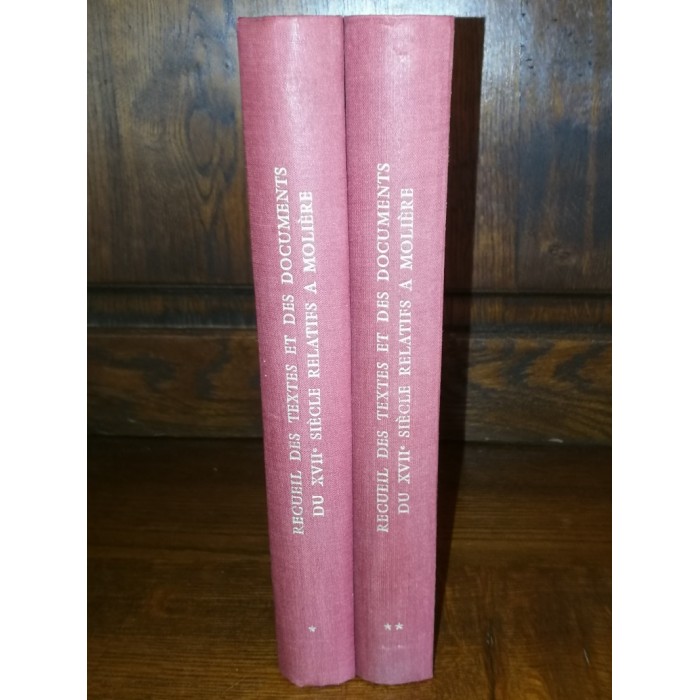 RECUEIL DES TEXTES ET DES DOCUMENTS
DU XVIIe SIÈCLE RELATIFS A MOLIÈRE
*
RECUEIL DES TEXTES ET DES DOCUMENTS
DU XVIIe SIÈCLE RELATIFS A MOLIÈRE
**